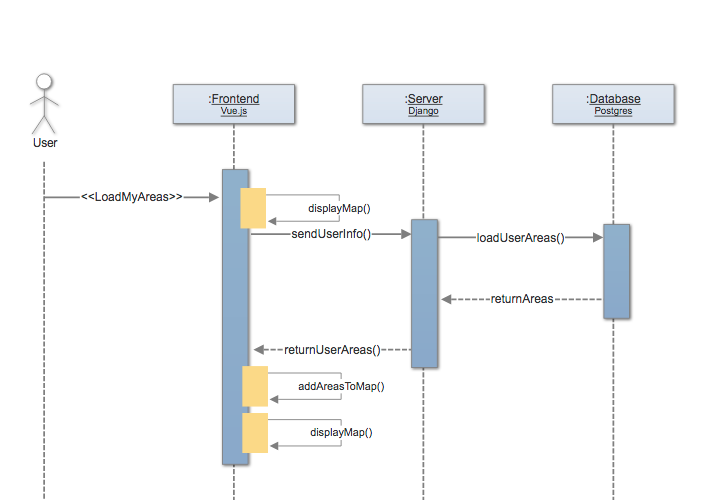 :Frontend
Vue.js
:Server
Django
:Database
Postgres
User
<<LoadMyAreas>>
displayMap()
sendUserInfo()
loadUserAreas()
returnAreas
returnUserAreas()
addAreasToMap()
displayMap()